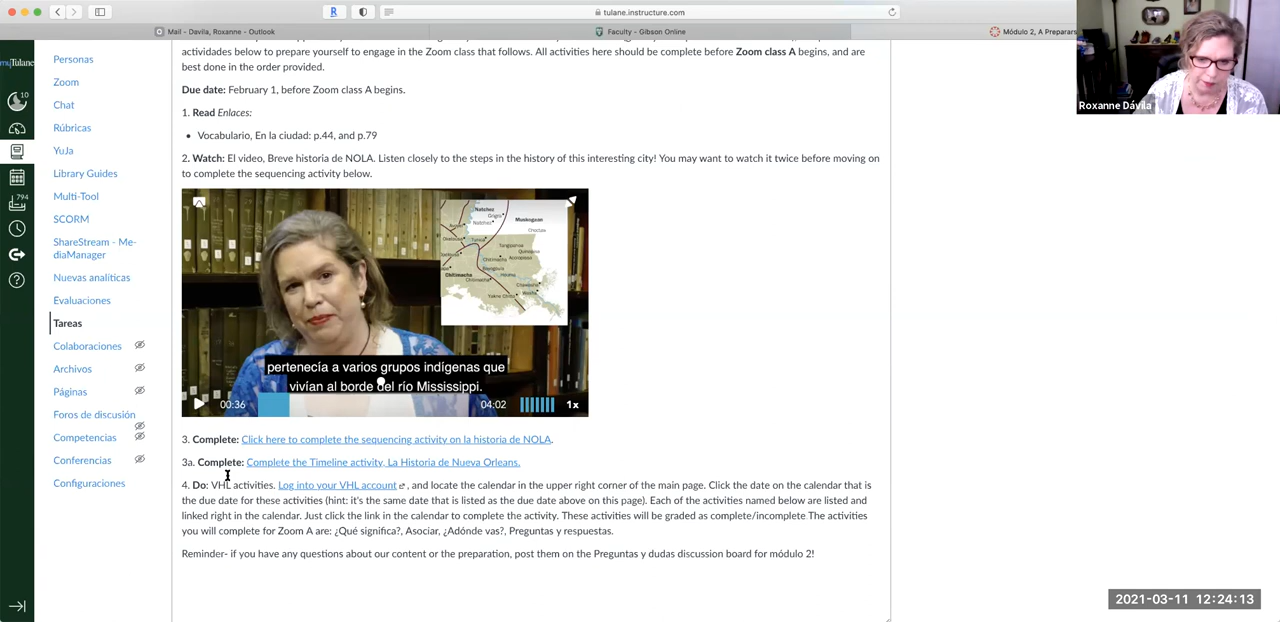 tulane.instructure.com
Mail - Davila, Roxanne - Outlook
Faculty - Gibson Online
Módulo 2, A Prepararse
Roxanne Dávila
myTulane
10
794
Personas
Zoom
Chat
Rúbricas
YuJa
Library Guides
Multi-Tool
SCORM
ShareStream - Me-
diaManager
Nuevas analíticas
Evaluaciones
Tareas
Colaboraciones
Archivos
Páginas
Foros de discusión
Competencias
Conferencias
Configuraciones
actividades below to prepare yourself to engage in the Zoom class that follows. All activities here should be complete before Zoom class A begins, and are
best done in the order provided.
Due date: February 1, before Zoom class A begins.
1. Read Enlaces:
• Vocabulario, En la ciudad: p.44, and p.79
2. Watch: El video, Breve historia de NOLA. Listen closely to the steps in the history of this interesting city! You may want to watch it twice before moving on
to complete the sequencing activity below.
Natchez
Muskogean
Choctaw
Chitimacha
pertenecía a varios grupos indígenas que
vivían al borde del río Mississippi.
00:36
04:02
1x
3. Complete: Click here to complete the sequencing activity on la historia de NOLA.
3a. Complete: Complete the Timeline activity, La Historia de Nueva Orleans.
4. Do: VHL activities. Log into your VHL account , and locate the calendar in the upper right corner of the main page. Click the date on the calendar that is
the due date for these activities (hint: it's the same date that is listed as the due date above on this page). Each of the activities named below are listed and
linked right in the calendar. Just click the link in the calendar to complete the activity. These activities will be graded as complete/incomplete The activities
you will complete for Zoom A are: ¿Qué significa?, Asociar, ¿Adónde vas?, Preguntas y respuestas.
Reminder- if you have any questions about our content or the preparation, post them on the Preguntas y dudas discussion board for módulo 2!
2021-03-11 12:24:13